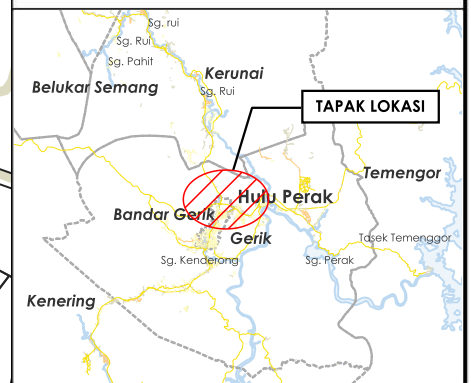 Sg. rui
Sg. Rui
Sg. Pahit
Kerunai
Belukar Semang
Sg. Rui
TAPAK LOKASI
Temengor
Hulu Perak
Bandar Gerik
Gerik
Tasek Temenggor
Sg. Kenderong
Sg. Perak
Kenering